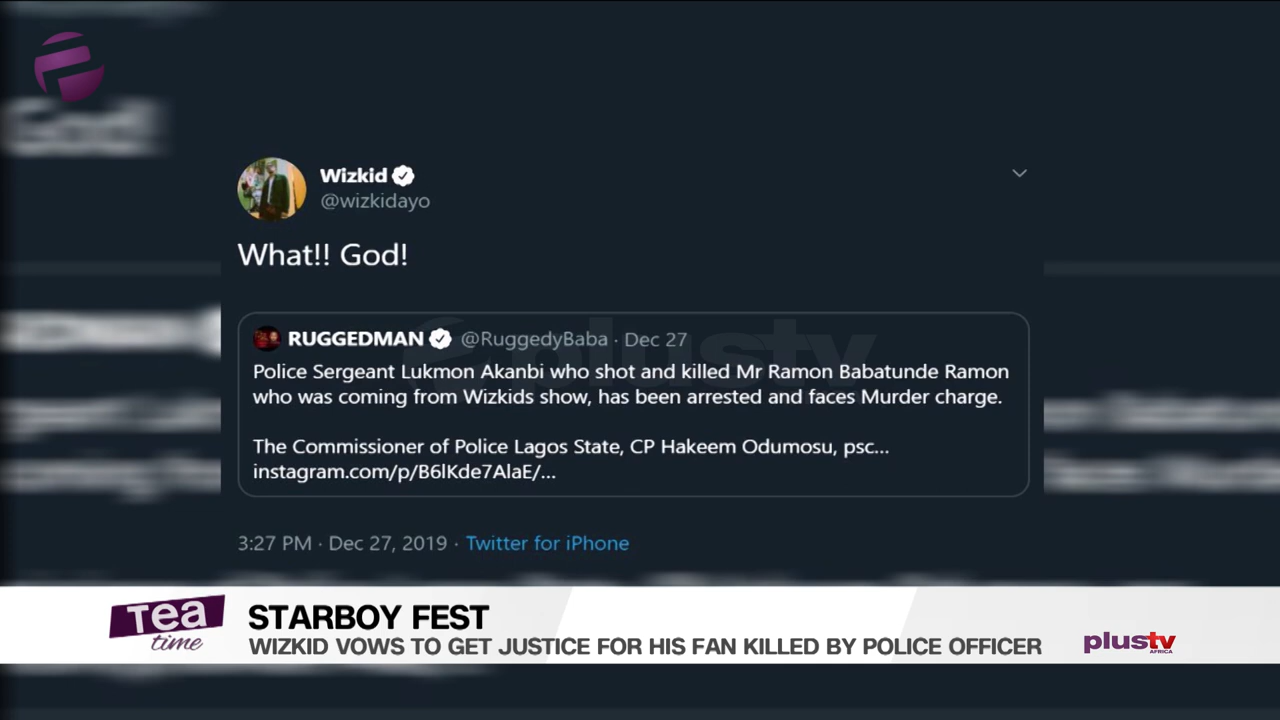 Wizkid
@wizkidayo
What!! God!
RUGGEDMAN @RuggedyBaba · Dec 27
Police Sergeant Lukmon Akanbi who shot and killed Mr Ramon Babatunde Ramon
who was coming from Wizkids show, has been arrested and faces Murder charge.
The Commissioner of Police Lagos State, CP Hakeem Odumosu, psc...
instagram.com/p/B6lKde7AlaE/...
plustv
3:27 PM · Dec 27, 2019 · Twitter for iPhone
Tea
time
STARBOY FEST
WIZKID VOWS TO GET JUSTICE FOR HIS FAN KILLED BY POLICE OFFICER
plustv
AFRICA